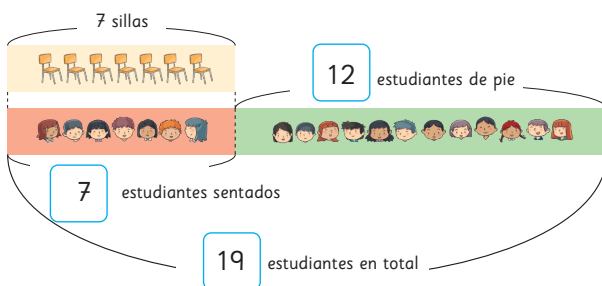 7 sillas
12 estudiantes de pie
7 estudiantes sentados
19 estudiantes en total